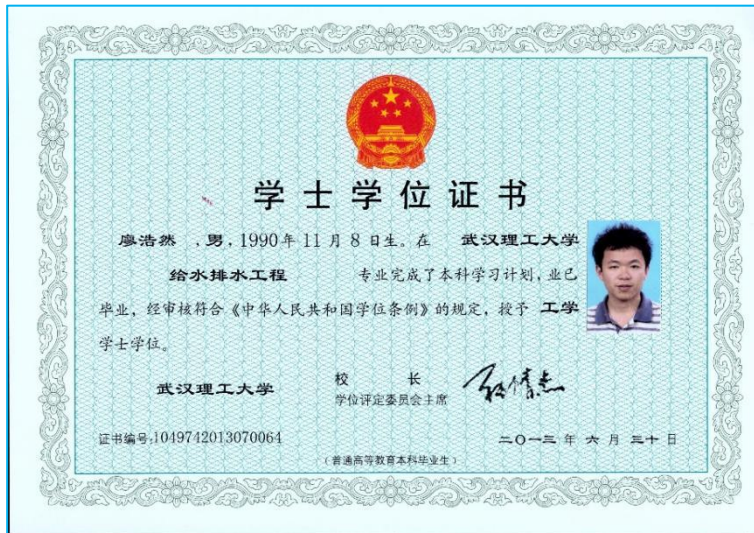 学士学位证书
廖浩然 ,男,1990年11月8日生。在 武汉理工大学
给水排水工程 专业完成了本科学习计划,业已
毕业,经审核符合《中华人民共和国学位条例》的规定,授予 工学
学士学位。
武汉理工大学
校 长
学位评定委员会主席
证书编号:1049742013070064
二〇一三 年 六 月 三十 日
(普通高等教育本科毕业生)